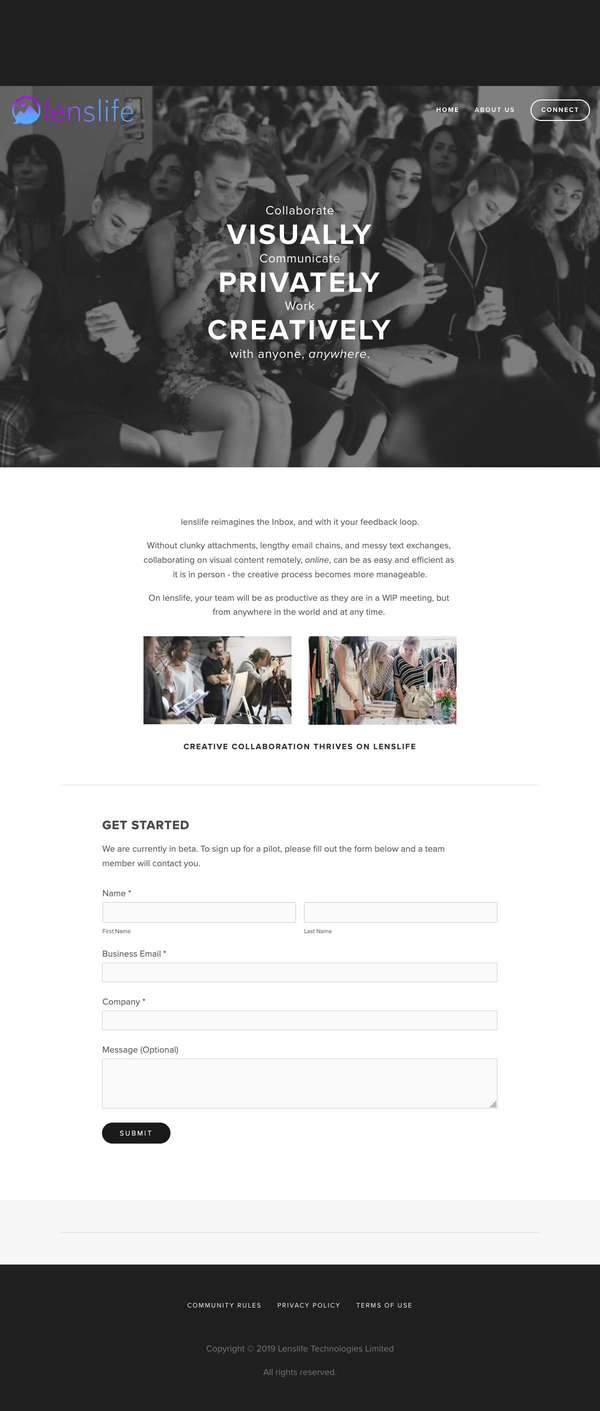 lenslife
HOME ABOUT US CONNECT
Collaborate
VISUALLY
Communicate
PRIVATELY
Work
CREATIVELY
with anyone, anywhere.
lenslife reimagines the Inbox, and with it your feedback loop.
Without clunky attachments, lengthy email chains, and messy text exchanges,
collaborating on visual content remotely, online, can be as easy and efficient as
it is in person - the creative process becomes more manageable.
On lenslife, your team will be as productive as they are in a WIP meeting, but
from anywhere in the world and at any time.
CREATIVE COLLABORATION THRIVES ON LENSLIFE
GET STARTED
We are currently in beta. To sign up for a pilot, please fill out the form below and a team
member will contact you.
Name *
First Name Last Name
Business Email *
Company *
Message (Optional)
SUBMIT
COMMUNITY RULES PRIVACY POLICY TERMS OF USE
Copyright © 2019 Lenslife Technologies Limited
All rights reserved.